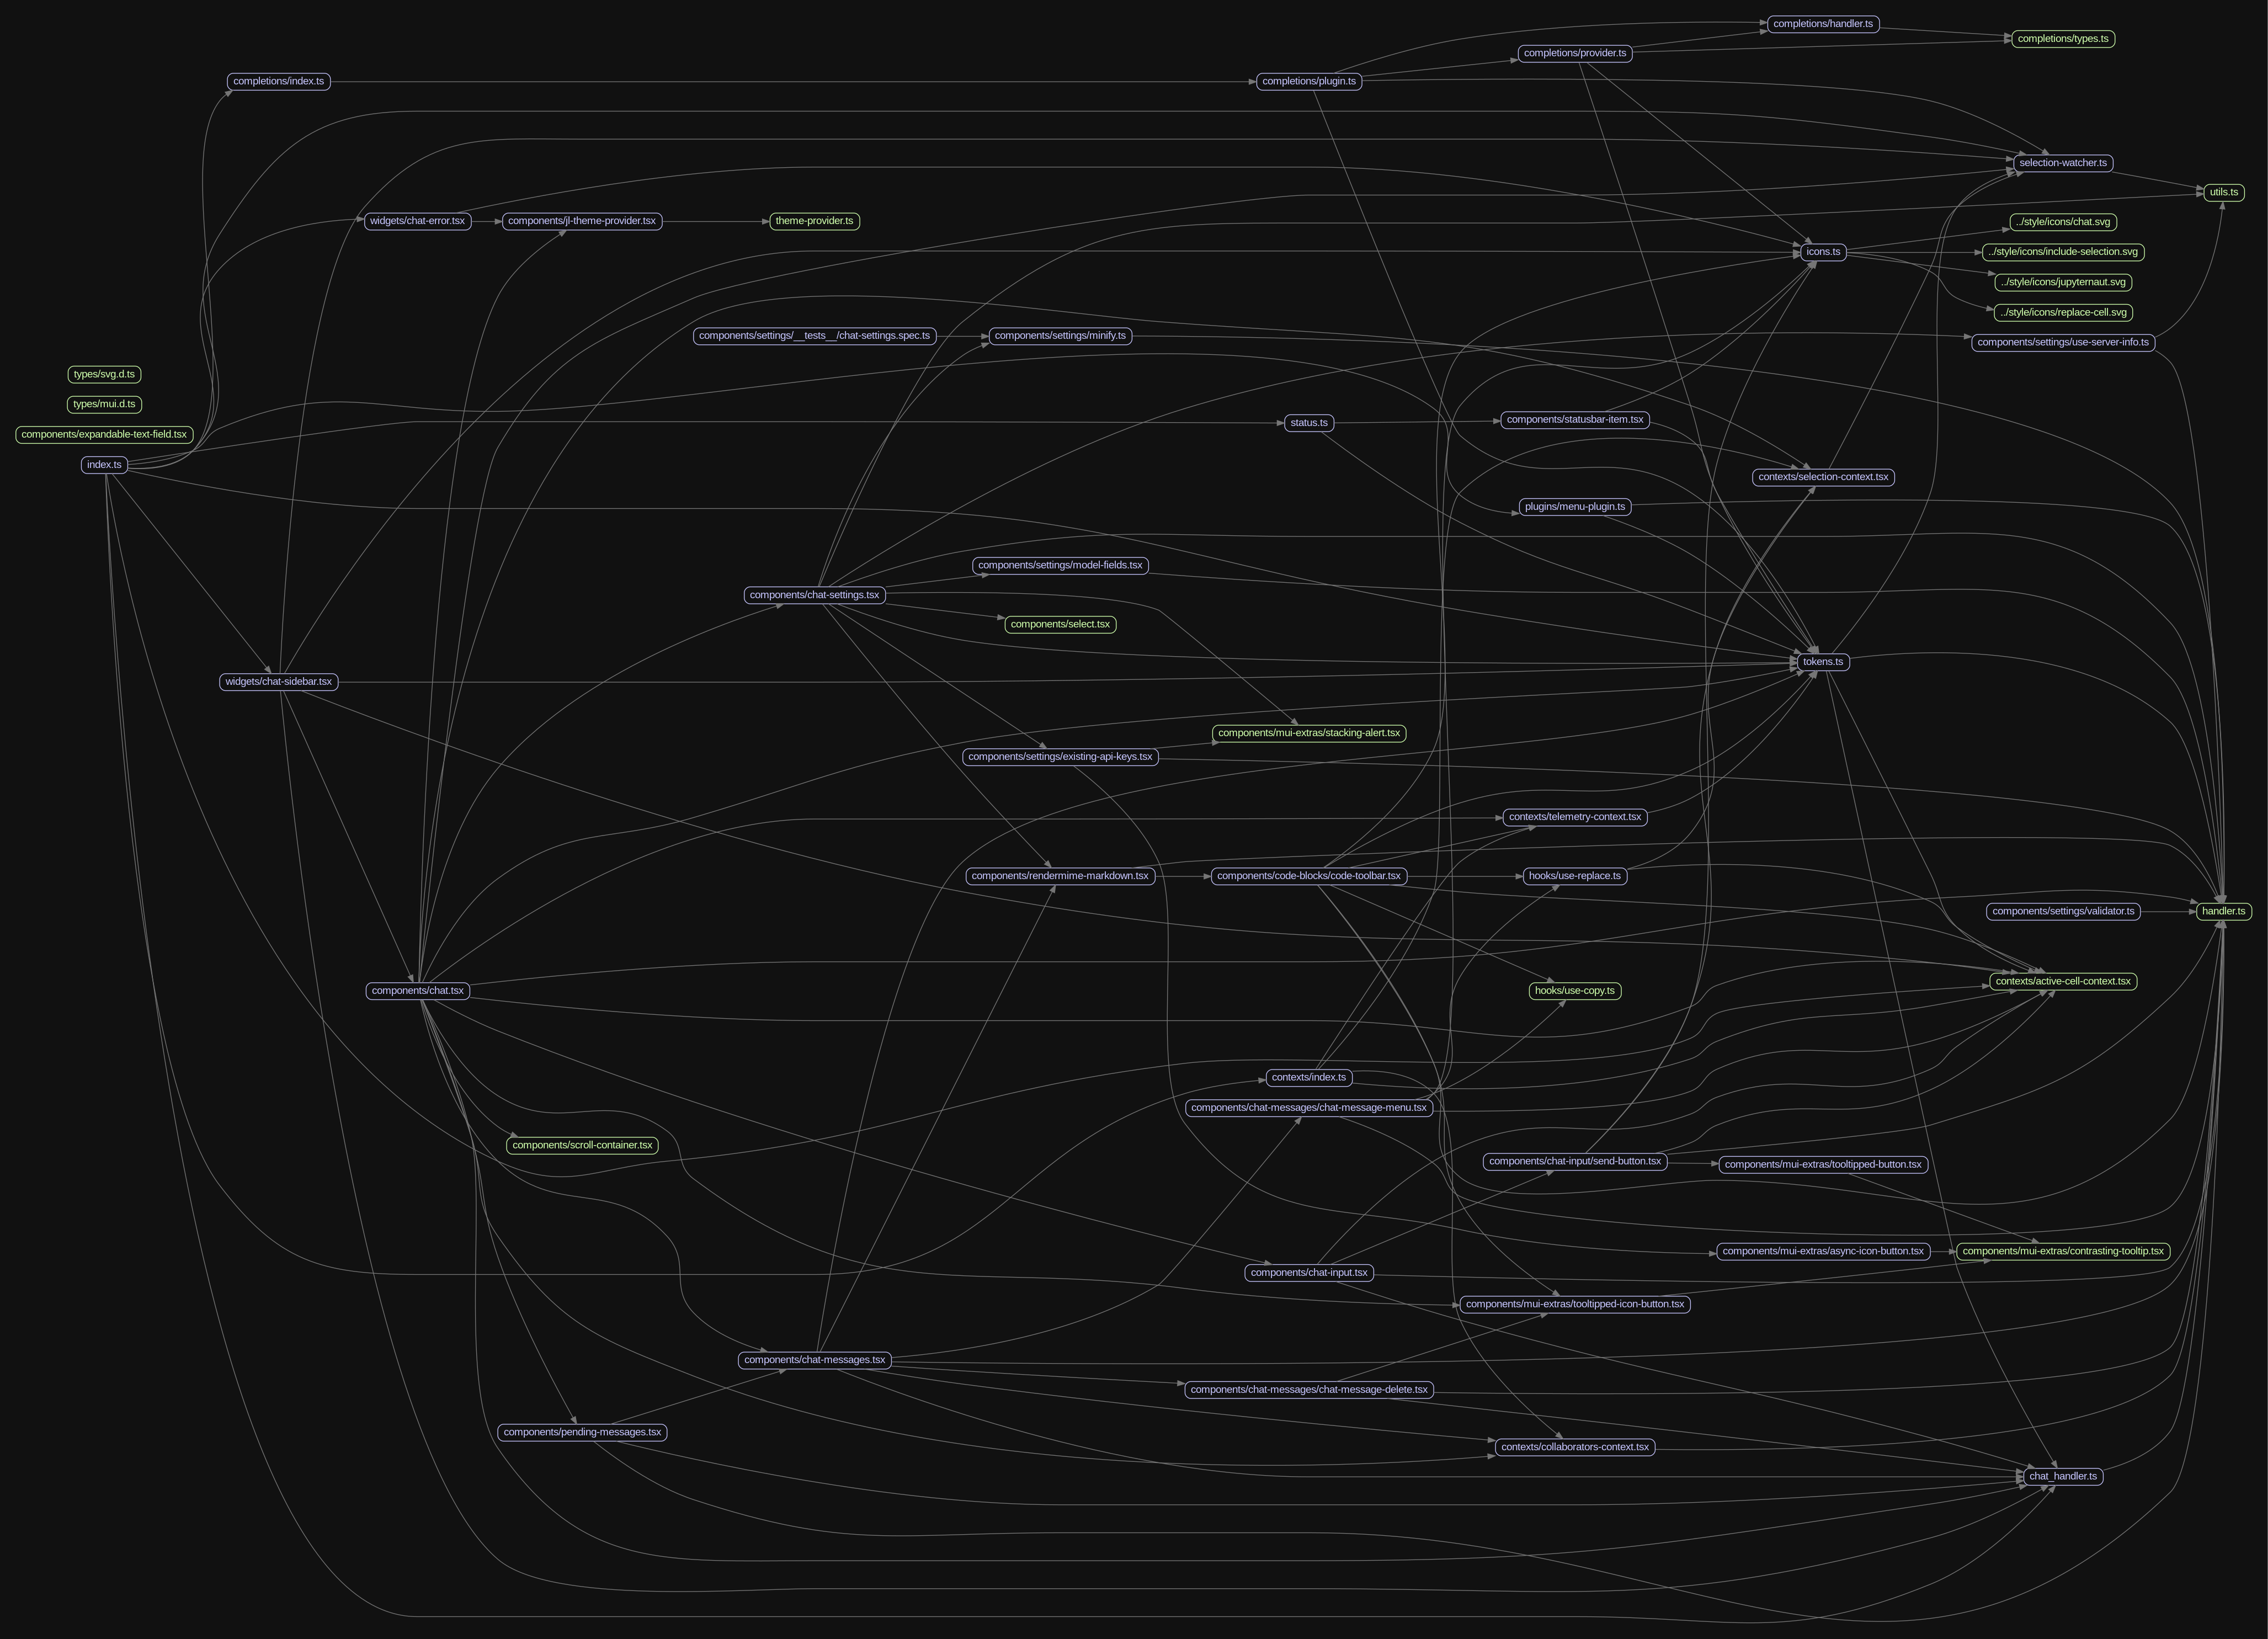 completions/handler.ts
completions/types.ts
completions/provider.ts
completions/index.ts
completions/plugin.ts
selection-watcher.ts
utils.ts
widgets/chat-error.tsx
components/jl-theme-provider.tsx
theme-provider.ts
../style/icons/chat.svg
icons.ts
../style/icons/include-selection.svg
../style/icons/jupyternaut.svg
../style/icons/replace-cell.svg
components/settings/__tests__/chat-settings.spec.ts
components/settings/minify.ts
components/settings/use-server-info.ts
types/svg.d.ts
types/mui.d.ts
components/expandable-text-field.tsx
status.ts
components/statusbar-item.tsx
index.ts
contexts/selection-context.tsx
plugins/menu-plugin.ts
components/settings/model-fields.tsx
components/chat-settings.tsx
components/select.tsx
tokens.ts
widgets/chat-sidebar.tsx
components/mui-extras/stacking-alert.tsx
components/settings/existing-api-keys.tsx
contexts/telemetry-context.tsx
components/rendermime-markdown.tsx
components/code-blocks/code-toolbar.tsx
hooks/use-replace.ts
components/settings/validator.ts
handler.ts
components/chat.tsx
hooks/use-copy.ts
contexts/active-cell-context.tsx
contexts/index.ts
components/chat-messages/chat-message-menu.tsx
components/scroll-container.tsx
components/chat-input/send-button.tsx
components/mui-extras/tooltipped-button.tsx
components/mui-extras/async-icon-button.tsx
components/mui-extras/contrasting-tooltip.tsx
components/chat-input.tsx
components/mui-extras/tooltipped-icon-button.tsx
components/chat-messages.tsx
components/chat-messages/chat-message-delete.tsx
components/pending-messages.tsx
contexts/collaborators-context.tsx
chat_handler.ts